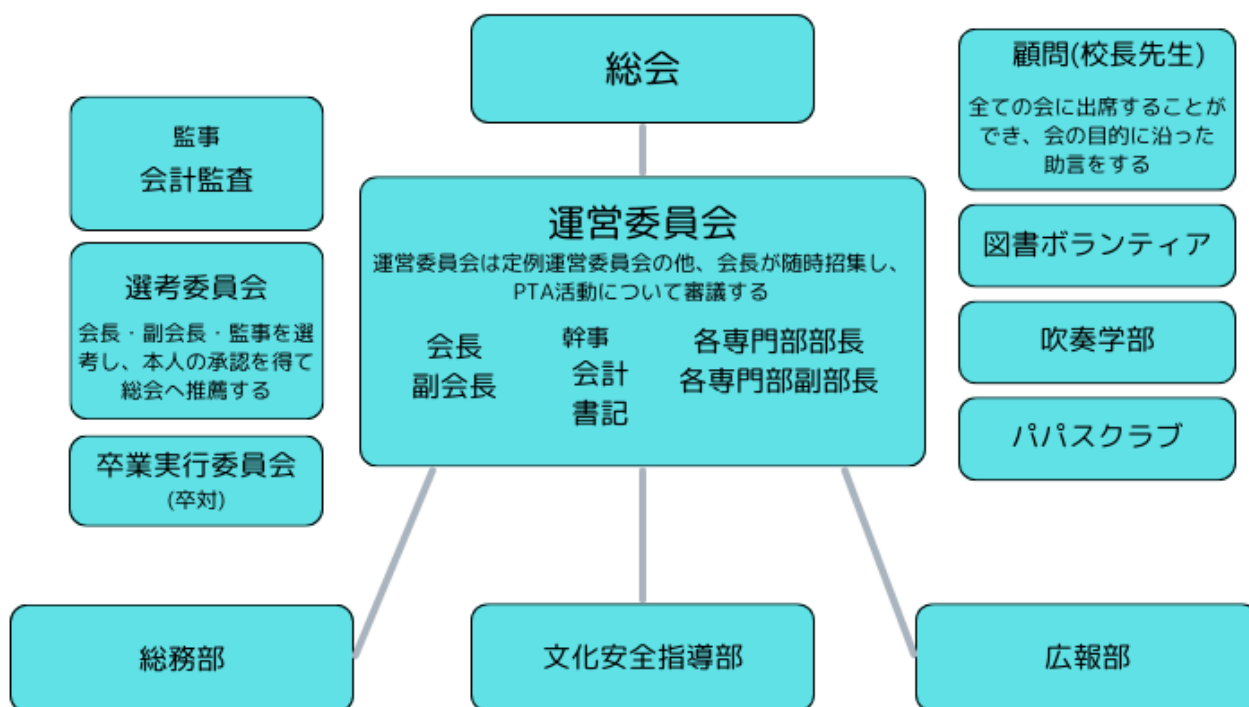 総会
顧問(校長先生)
全ての会に出席することが
でき、会の目的に沿った
助言をする
監事
会計監査
運営委員会
運営委員会は定例運営委員会の他、会長が随時招集し、
PTA活動について審議する
会長
副会長
幹事
会計
書記
各専門部部長
各専門部副部長
図書ボランティア
選考委員会
会長・副会長・監事を選
考し、本人の承認を得て
総会へ推薦する
吹奏学部
パパスクラブ
卒業実行委員会
(卒対)
総務部
文化安全指導部
広報部